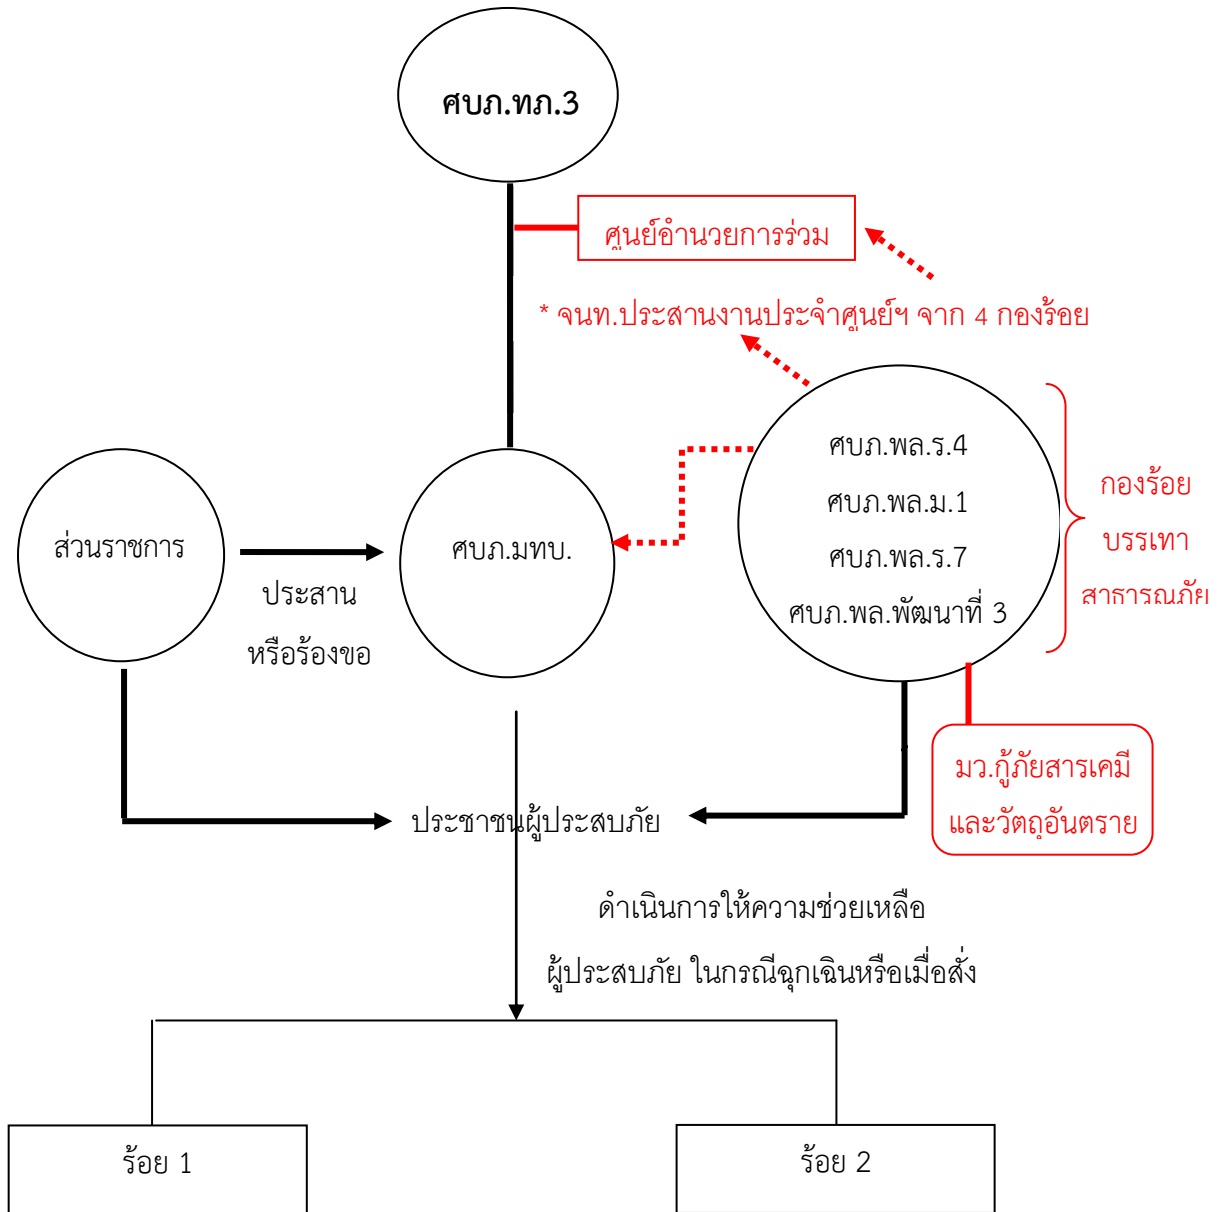 ศบภ.ทภ.3
ศูนย์อำนวยการร่วม
* จนท.ประสานงานประจำศูนย์ฯ จาก 4 กองร้อย
ส่วนราชการ
ประสาน
หรือร้องขอ
ศบภ.มทบ.
ศบภ.พล.ร.4
ศบภ.พล.ม.1
ศบภ.พล.ร.7
ศบภ.พล.พัฒนาที่ 3
กองร้อย
บรรเทา
สาธารณภัย
มว.กู้ภัยสารเคมี
และวัตถุอันตราย
ประชาชนผู้ประสบภัย
ดำเนินการให้ความช่วยเหลือ
ผู้ประสบภัย ในกรณีฉุกเฉินหรือเมื่อสั่ง
ร้อย 1
ร้อย 2